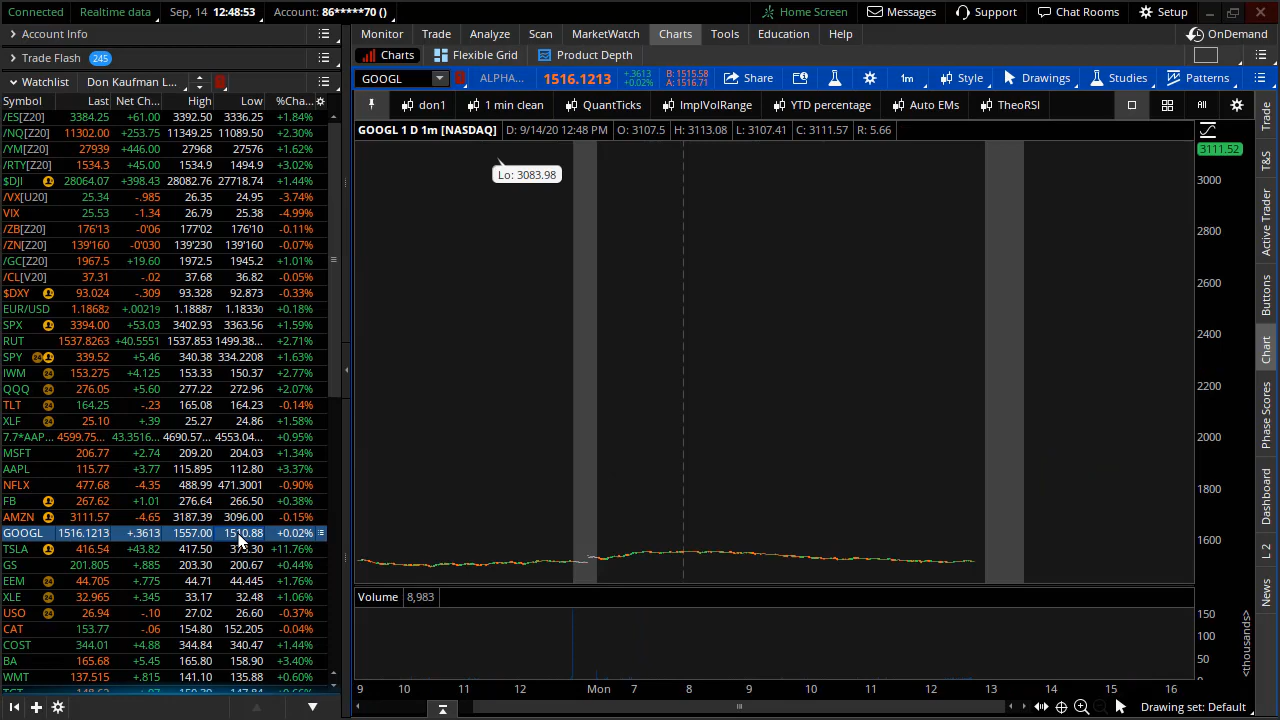 Connected Realtime data Sep, 14 12:48:53 Account: 86*****70 () Home Screen Messages Support Chat Rooms Setup
Account Info
Monitor Trade Analyze Scan MarketWatch Charts Tools Education Help OnDemand
Trade Flash 245
Charts Flexible Grid Product Depth
Watchlist Don Kaufman L...
GOOGL ALPHA... 1516.1213 +.3613 +0.02% B: 1515.58 A: 1516.71 Share 1m Style Drawings Studies Patterns
Symbol Last Net Ch... High Low %Cha...
don1 1 min clean QuantTicks ImplVolRange YTD percentage Auto EMs TheoRSI All
/ES[Z20] 3384.25 +61.00 3392.50 3336.25 +1.84%
/NQ[Z20] 11302.00 +253.75 11349.25 11089.50 +2.30%
/YM[Z20] 27939 +446.00 27968 27576 +1.62%
/RTY[Z20] 1534.3 +45.00 1534.9 1494.9 +3.02%
$DJI 28064.07 +398.43 28082.76 27718.74 +1.44%
/VX[U20] 25.34 -.985 26.35 24.95 -3.74%
VIX 25.53 -1.34 26.79 25.38 -4.99%
/ZB[Z20] 176'13 -0'06 177'02 176'10 -0.11%
/ZN[Z20] 139'160 -0'030 139'230 139'160 -0.07%
/GC[Z20] 1967.5 +19.60 1972.5 1945.2 +1.01%
/CL[V20] 37.31 -.02 37.68 36.82 -0.05%
$DXY 93.024 -.309 93.328 92.873 -0.33%
EUR/USD 1.18682 +.00219 1.18887 1.18330 +0.18%
SPX 3394.00 +53.03 3402.93 3363.56 +1.59%
RUT 1537.8263 +40.5551 1537.853 1499.38... +2.71%
SPY 24 339.52 +5.46 340.38 334.2208 +1.63%
IWM 24 153.275 +4.125 153.33 150.37 +2.77%
QQQ 24 276.05 +5.60 277.22 272.96 +2.07%
TLT 24 164.25 -.23 165.08 164.23 -0.14%
XLF 24 25.10 +.39 25.27 24.86 +1.58%
7.7*AAP... 4599.75... 43.3516... 4690.57... 4553.04... +0.95%
MSFT 206.77 +2.74 209.20 204.03 +1.34%
AAPL 115.77 +3.77 115.895 112.80 +3.37%
NFLX 477.68 -4.35 488.99 471.3001 -0.90%
FB 267.62 +1.01 276.64 266.50 +0.38%
AMZN 3111.57 -4.65 3187.39 3096.00 -0.15%
GOOGL 1516.1213 +.3613 1557.00 1510.88 +0.02%
TSLA 416.54 +43.82 417.50 373.30 +11.76%
GS 201.805 +.885 203.30 200.67 +0.44%
EEM 24 44.705 +.775 44.71 44.445 +1.76%
XLE 24 32.965 +.345 33.17 32.48 +1.06%
USO 24 26.94 -.10 27.02 26.60 -0.37%
CAT 153.77 -.06 154.80 152.205 -0.04%
COST 344.01 +4.88 344.84 340.47 +1.44%
BA 165.68 +5.45 165.80 158.90 +3.40%
WMT 137.515 +.815 141.10 135.88 +0.60%
GOOGL 1 D 1m [NASDAQ] D: 9/14/20 12:48 PM O: 3107.5 H: 3113.08 L: 3107.41 C: 3111.57 R: 5.66
3111.52
Lo: 3083.98
3000
2800
2600
2400
2200
2000
1800
1600
Volume 8,983
150
100
50
0
<thousands>
9 10 11 12 Mon 7 8 9 10 11 12 13 14 15 16
Drawing set: Default
Trade
T&S
Active Trader
Buttons
Chart
Phase Scores
Dashboard
L 2
News